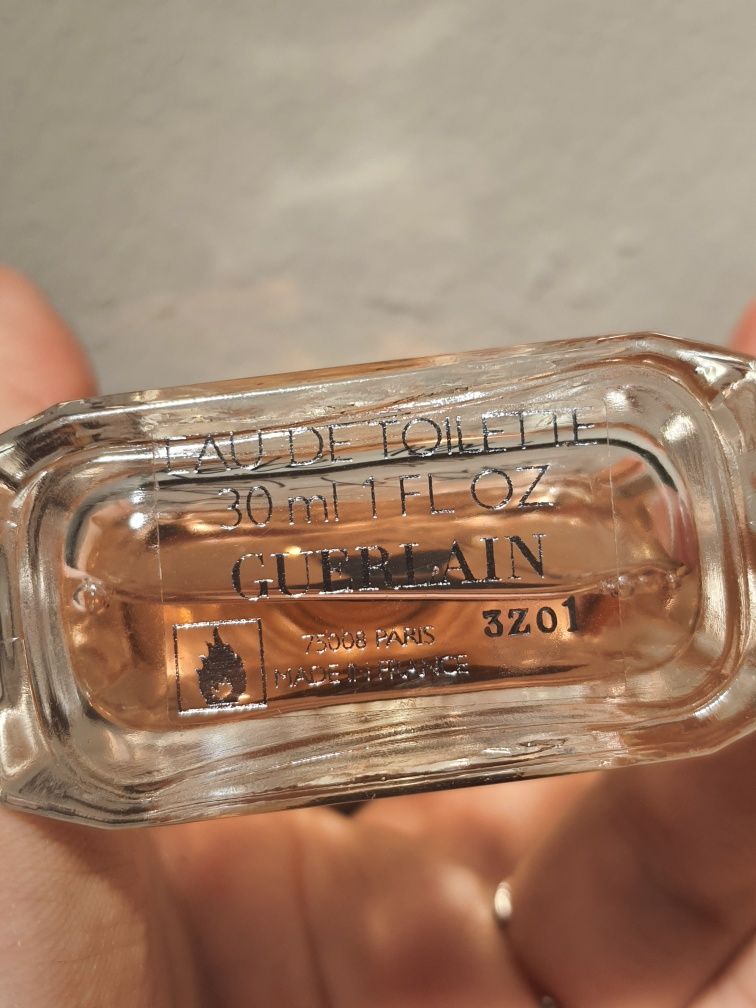 EAU DE TOILETTE
30 ml 1 FL OZ
GUERLAIN
3Z01
75008 PARIS
MADE IN FRANCE